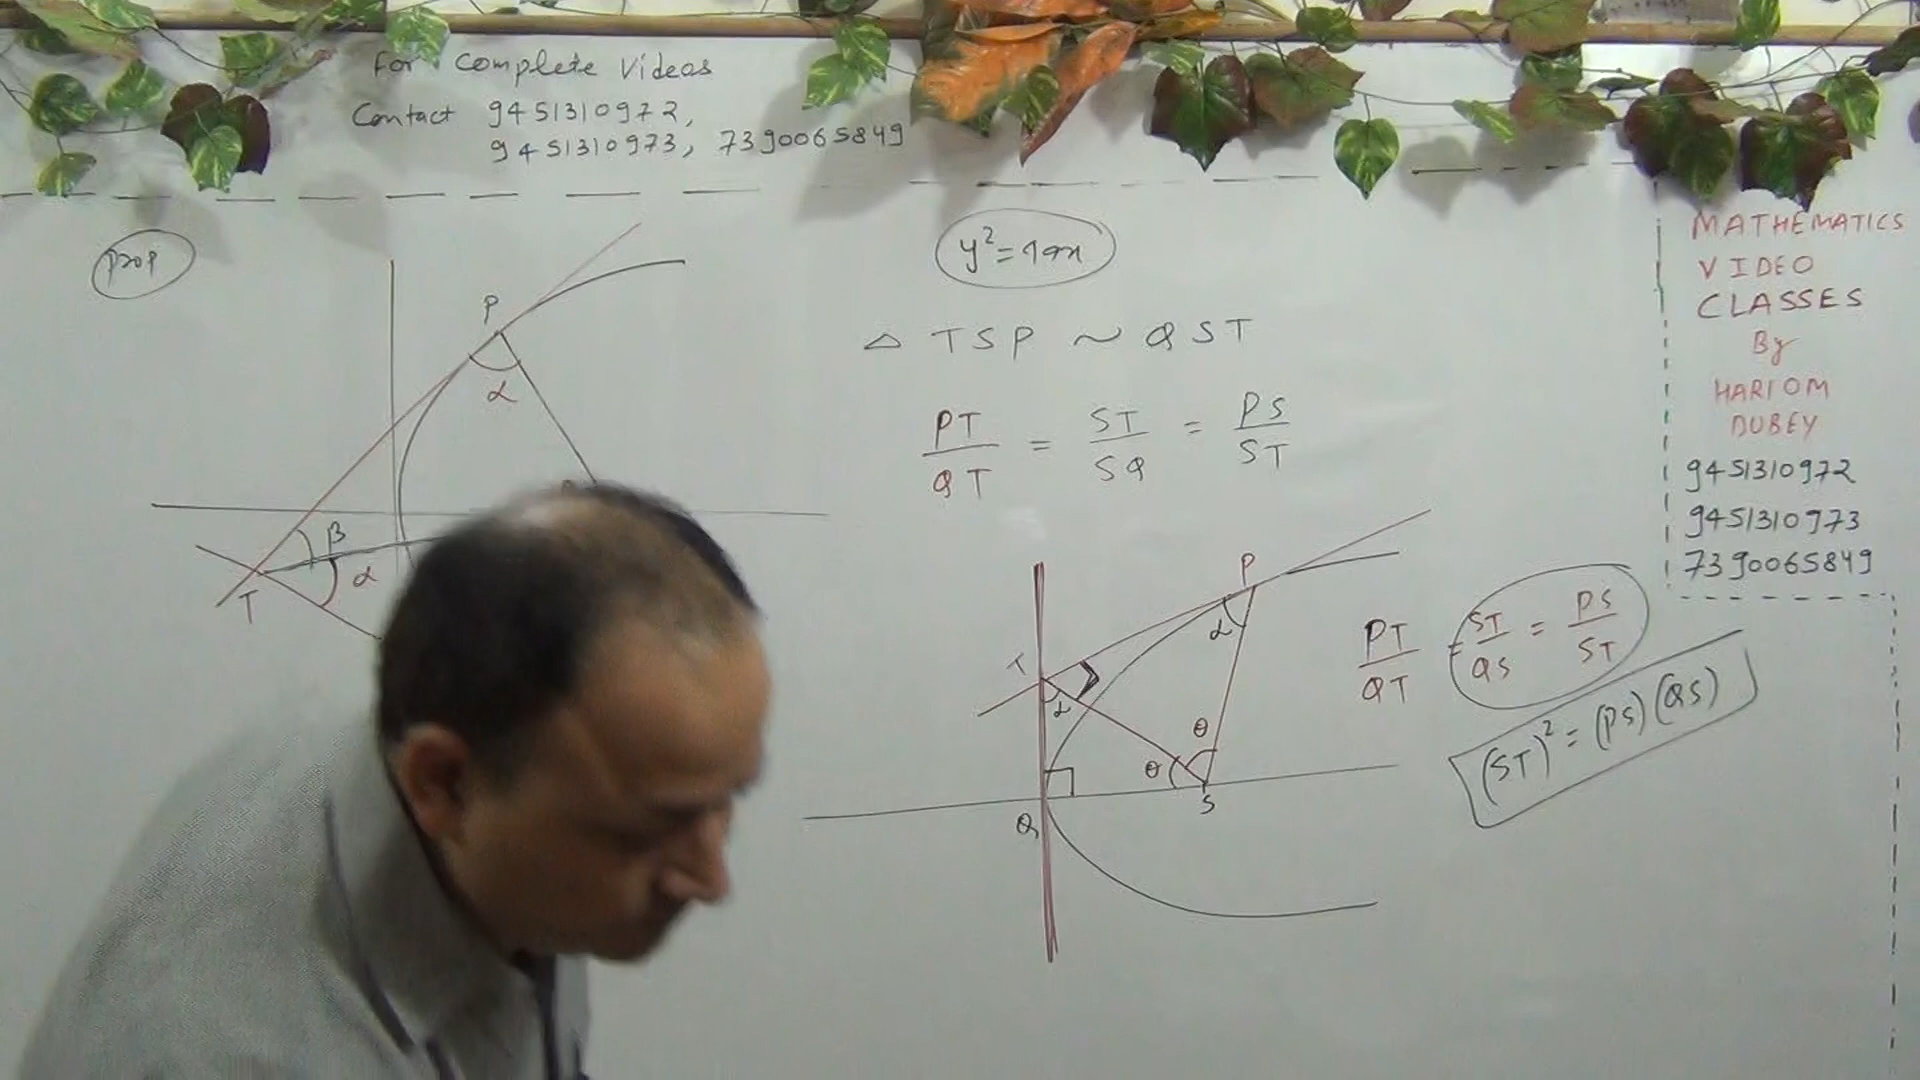 For Complete Videos
Contact 9451310972,
9451310973, 7390065849
prop
P
α
β
α
T
y²=4ax
△ TSP ~ QST
PT/QT = ST/SQ = PS/ST
P
α
T
α
θ
θ
S
Q
PT/QT = ST/QS = PS/ST
(ST)² = (PS)(QS)
MATHEMATICS
VIDEO
CLASSES
By
HARIOM
DUBEY
9451310972
9451310973
7390065849